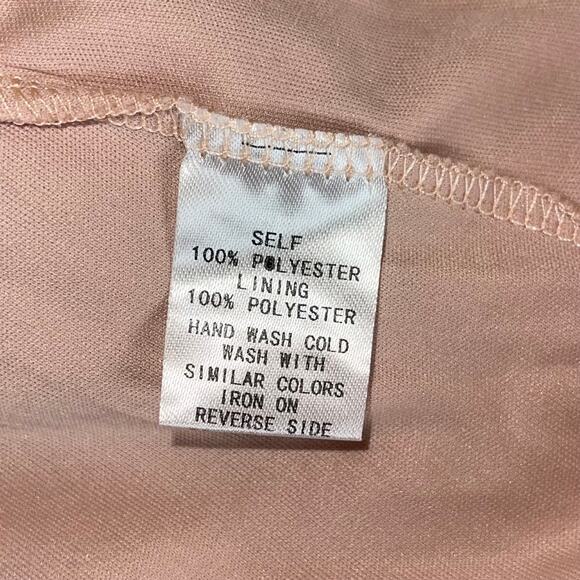 SELF
100% POLYESTER
LINING
100% POLYESTER
HAND WASH COLD
WASH WITH
SIMILAR COLORS
IRON ON
REVERSE SIDE